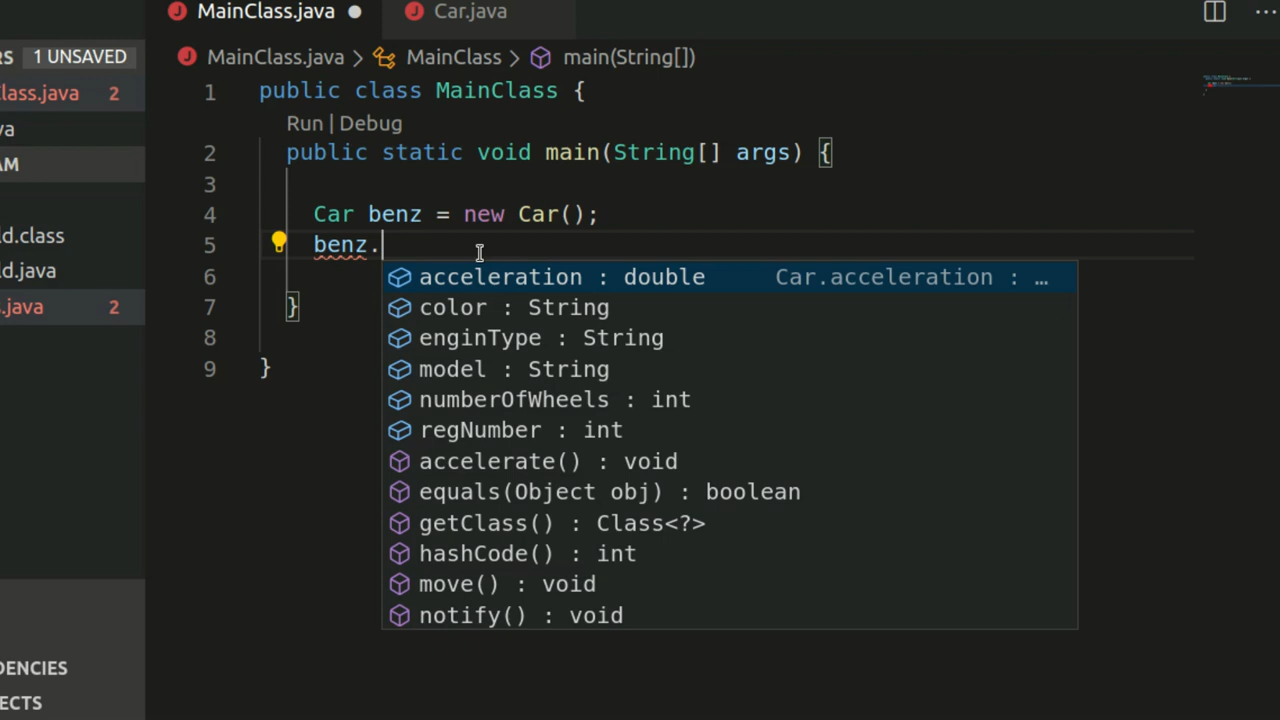 MainClass.java
Car.java
RS 1 UNSAVED
MainClass.java > MainClass > main(String[])
lass.java 2
va
AM
d.class
d.java
s.java 2
DENCIES
ECTS
1 public class MainClass {
Run | Debug
2 public static void main(String[] args) {
3
4 Car benz = new Car();
5 benz.
6
7 }
8
9 }
acceleration : double Car.acceleration : …
color : String
enginType : String
model : String
numberOfWheels : int
regNumber : int
accelerate() : void
equals(Object obj) : boolean
getClass() : Class<?>
hashCode() : int
move() : void
notify() : void